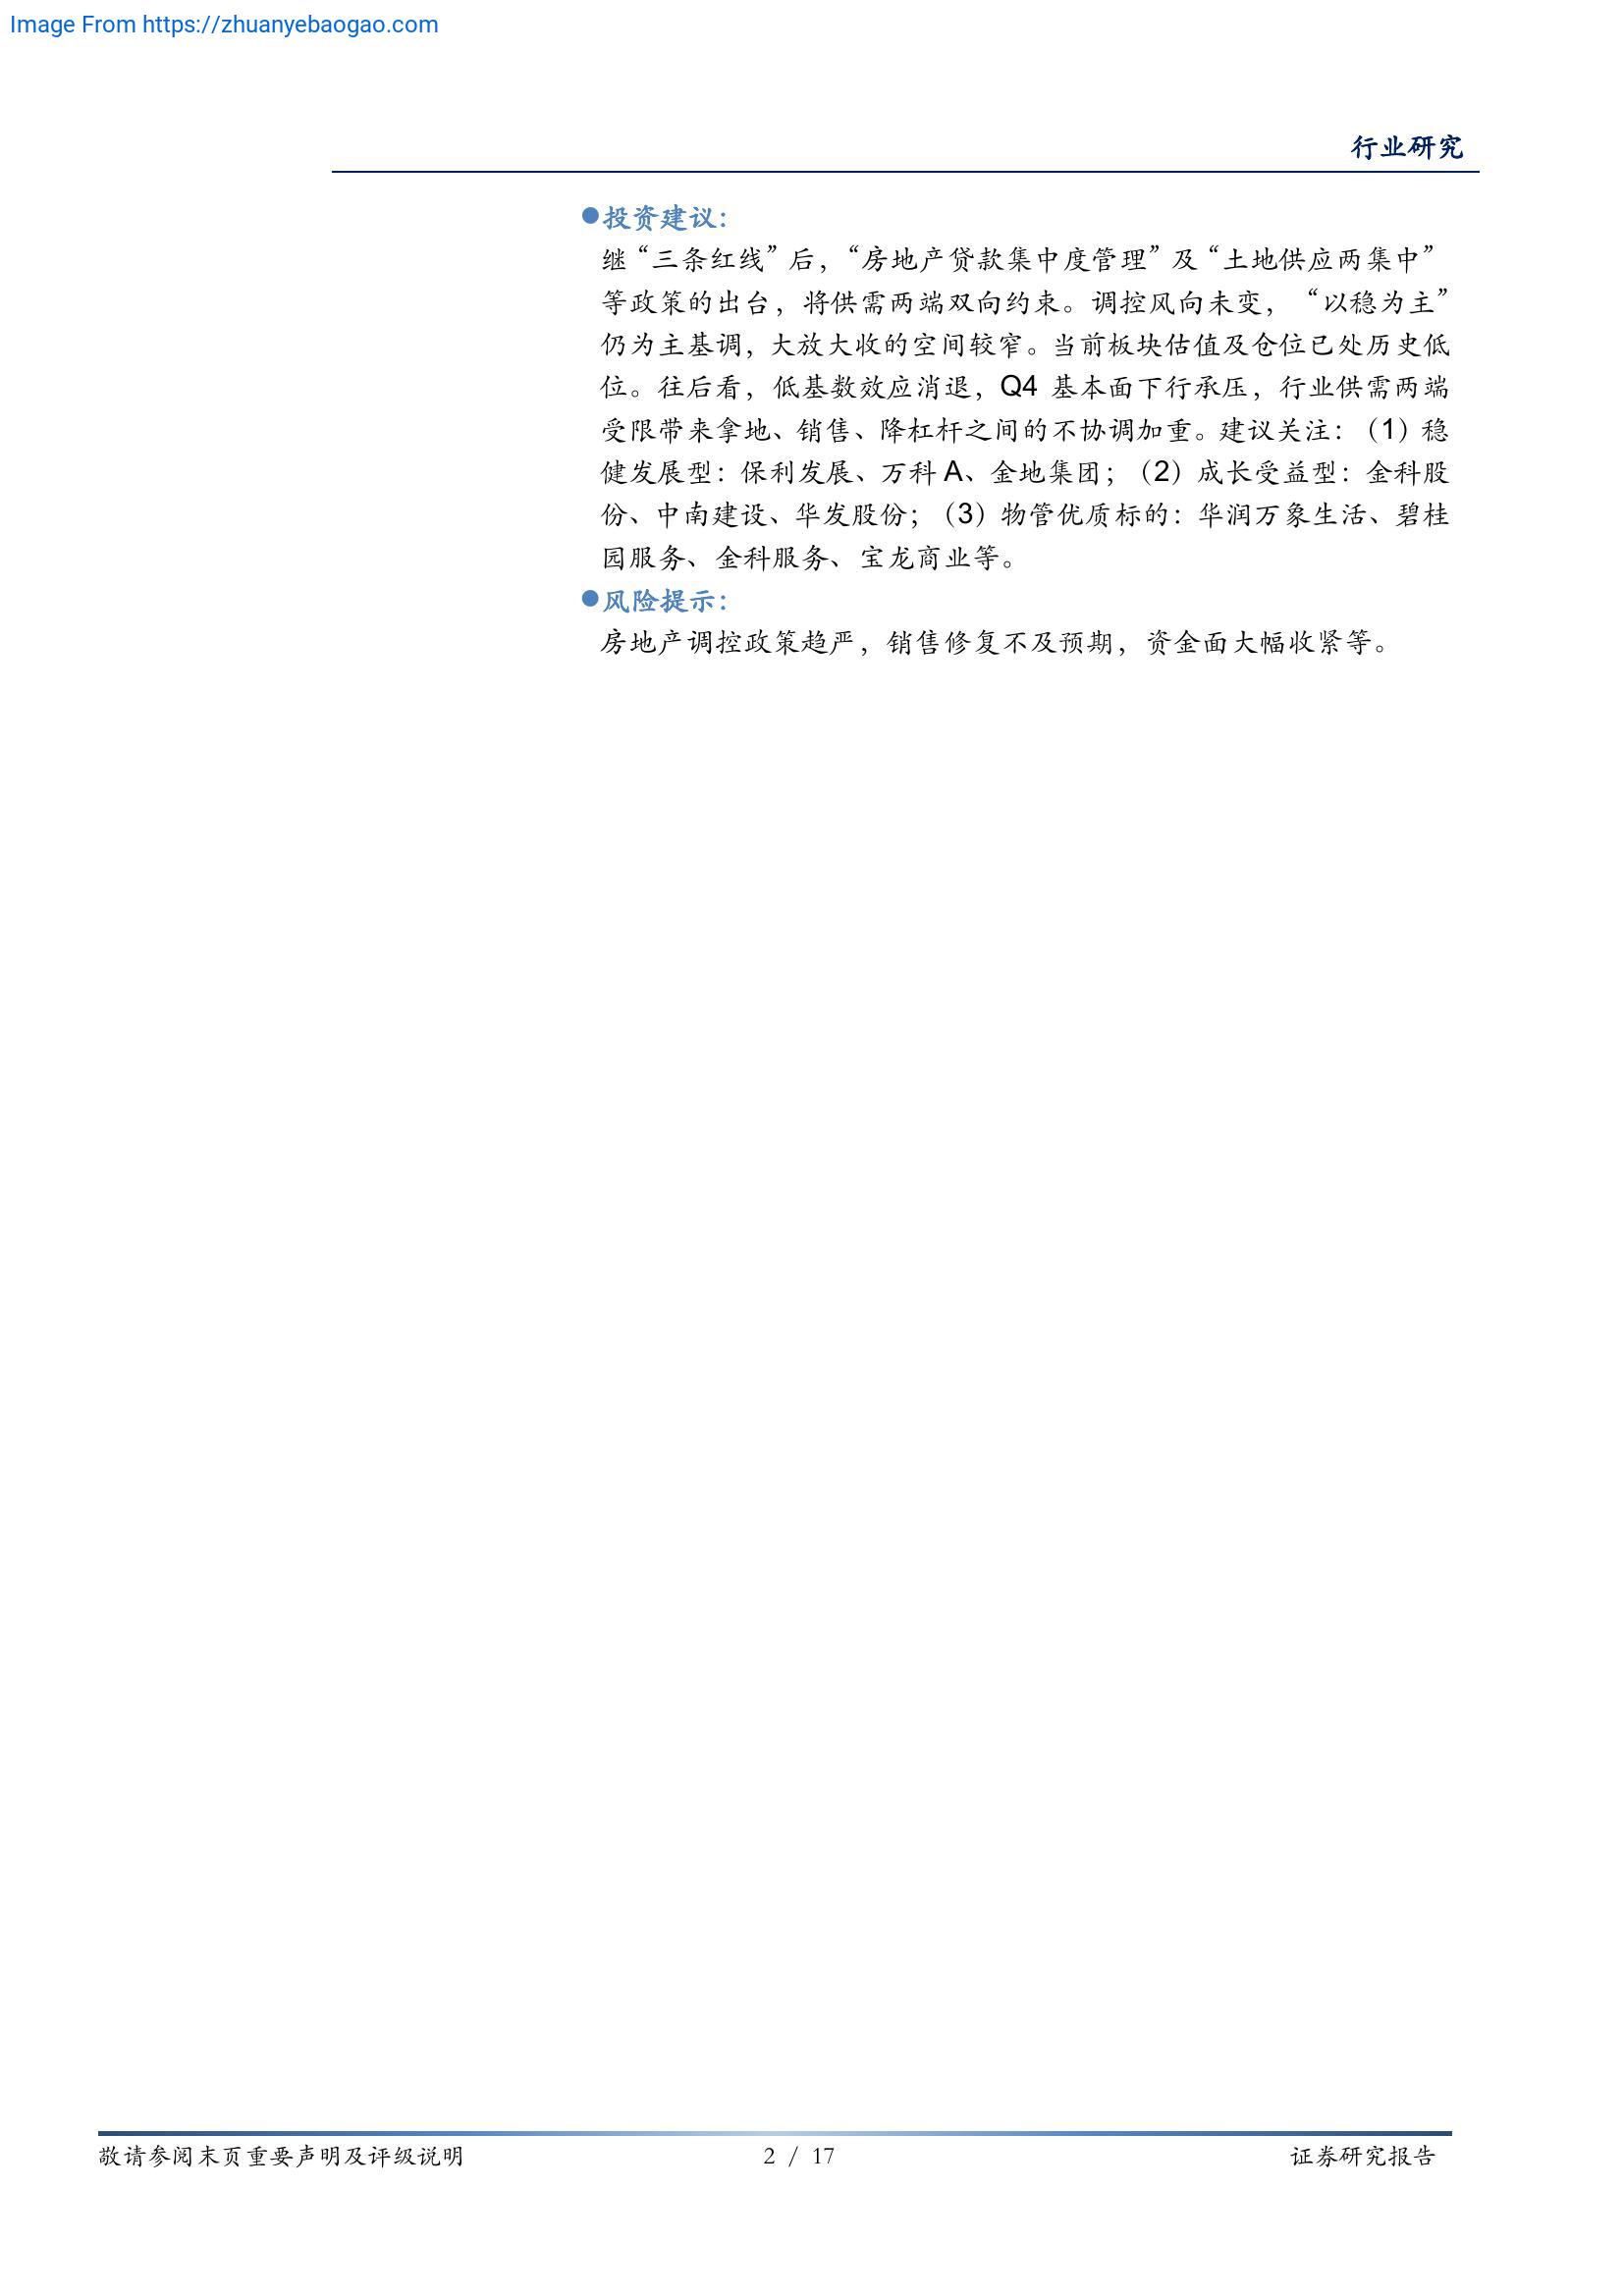 Image From https://zhuanyebaogao.com
行业研究
●投资建议：
继“三条红线”后，“房地产贷款集中度管理”及“土地供应两集中”
等政策的出台，将供需两端双向约束。调控风向未变，“以稳为主”
仍为主基调，大放大收的空间较窄。当前板块估值及仓位已处历史低
位。往后看，低基数效应消退，Q4 基本面下行承压，行业供需两端
受限带来拿地、销售、降杠杆之间的不协调加重。建议关注：（1）稳
健发展型：保利发展、万科 A、金地集团；（2）成长受益型：金科股
份、中南建设、华发股份；（3）物管优质标的：华润万象生活、碧桂
园服务、金科服务、宝龙商业等。
●风险提示：
房地产调控政策趋严，销售修复不及预期，资金面大幅收紧等。
敬请参阅末页重要声明及评级说明 2 / 17 证券研究报告